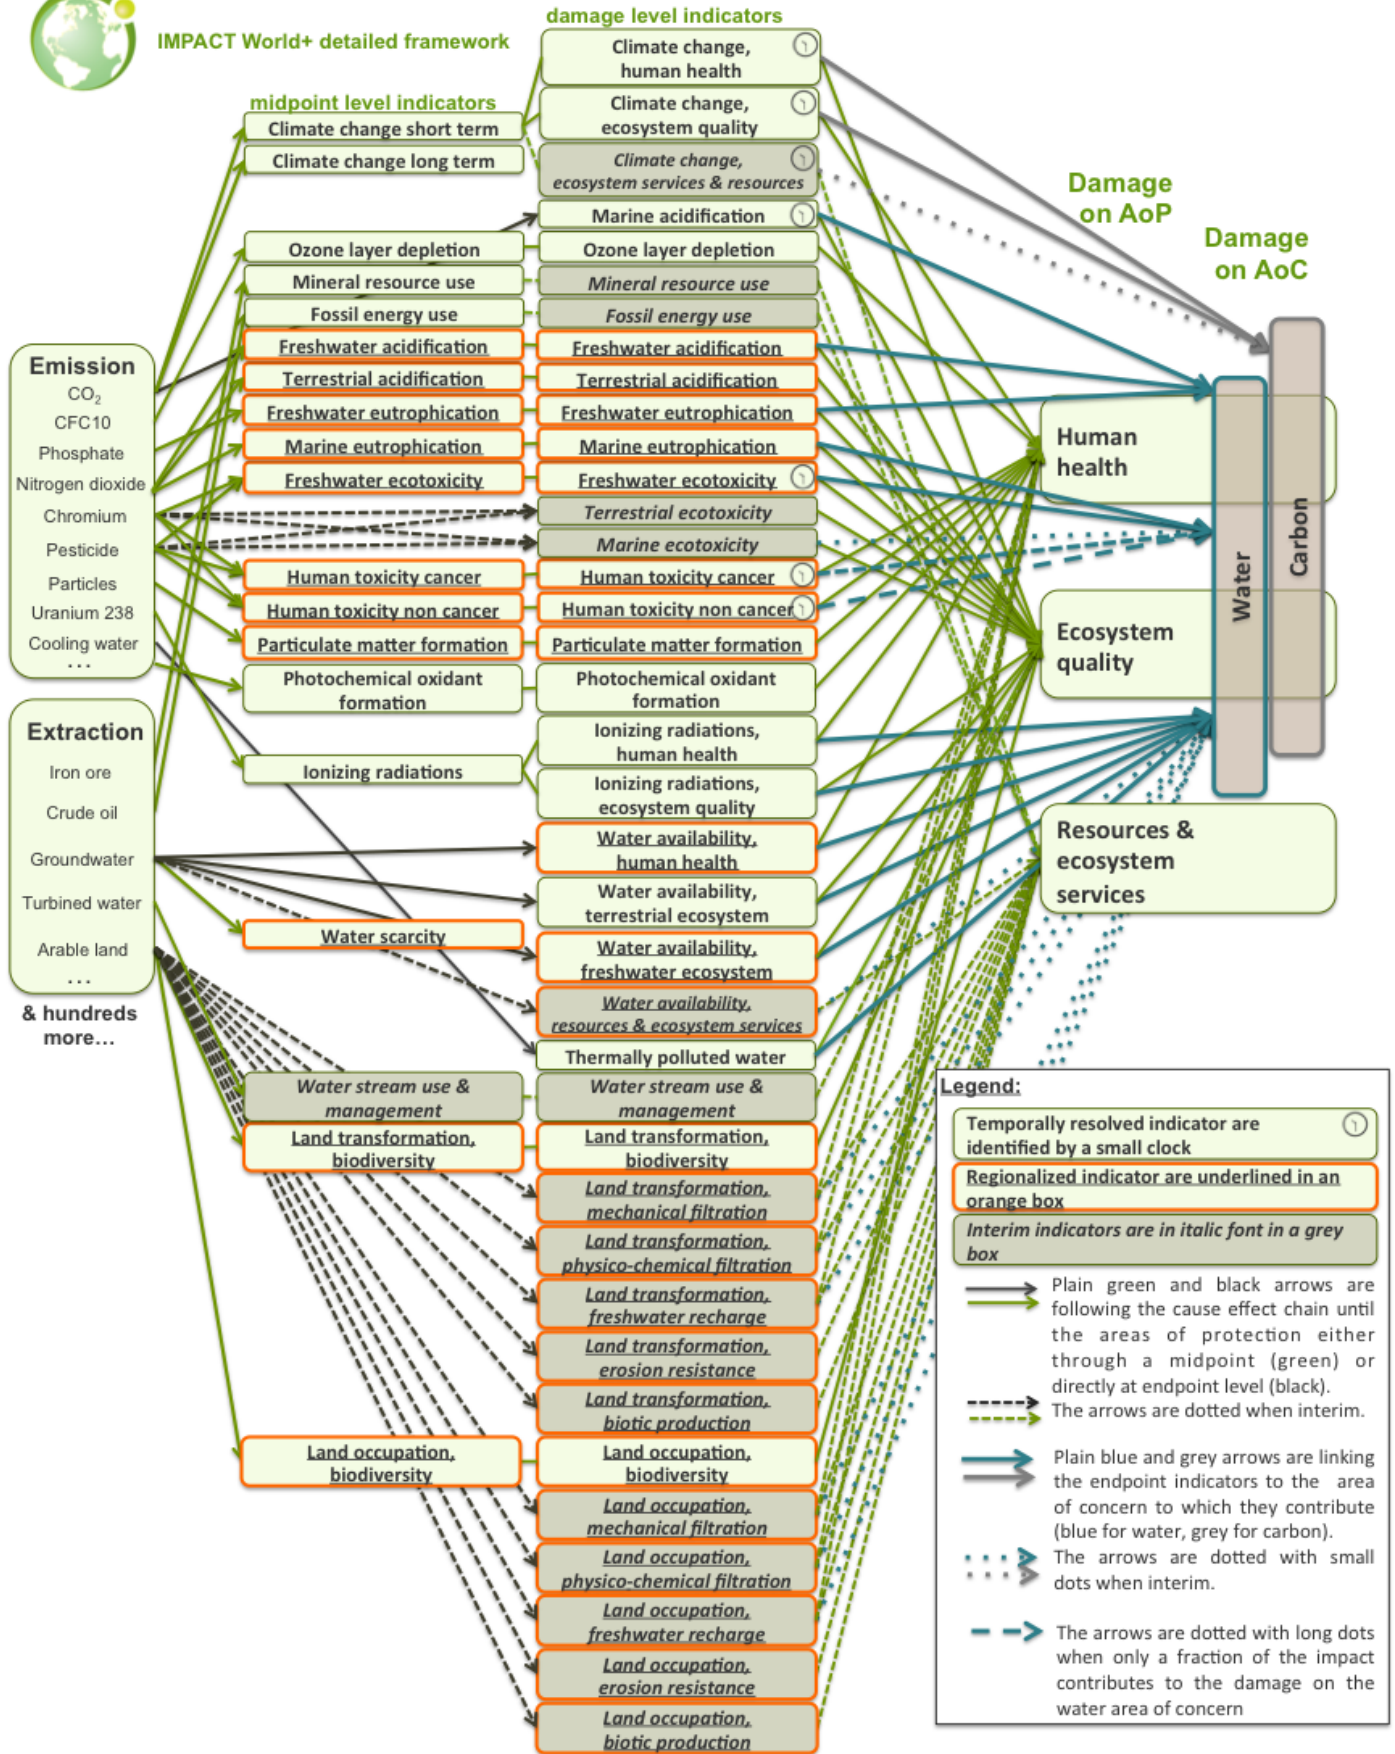 IMPACT World+ detailed framework
damage level indicators
midpoint level indicators
Climate change short term
Climate change long term
Ozone layer depletion
Mineral resource use
Fossil energy use
Freshwater acidification
Terrestrial acidification
Freshwater eutrophication
Marine eutrophication
Freshwater ecotoxicity
Human toxicity cancer
Human toxicity non cancer
Particulate matter formation
Photochemical oxidant
formation
Ionizing radiations
Water scarcity
Water stream use &
management
Land transformation,
biodiversity
Land occupation,
biodiversity
Climate change,
human health
Climate change,
ecosystem quality
Climate change,
ecosystem services & resources
Marine acidification
Ozone layer depletion
Mineral resource use
Fossil energy use
Freshwater acidification
Terrestrial acidification
Freshwater eutrophication
Marine eutrophication
Freshwater ecotoxicity
Terrestrial ecotoxicity
Marine ecotoxicity
Human toxicity cancer
Human toxicity non cancer
Particulate matter formation
Photochemical oxidant
formation
Ionizing radiations,
human health
Ionizing radiations,
ecosystem quality
Water availability,
human health
Water availability,
terrestrial ecosystem
Water availability,
freshwater ecosystem
Water availability,
resources & ecosystem services
Thermally polluted water
Water stream use &
management
Land transformation,
biodiversity
Land transformation,
mechanical filtration
Land transformation,
physico-chemical filtration
Land transformation,
freshwater recharge
Land transformation,
erosion resistance
Land transformation,
biotic production
Land occupation,
biodiversity
Land occupation,
mechanical filtration
Land occupation,
physico-chemical filtration
Land occupation,
freshwater recharge
Land occupation,
erosion resistance
Land occupation,
biotic production
Emission
CO2
CFC10
Phosphate
Nitrogen dioxide
Chromium
Pesticide
Particles
Uranium 238
Cooling water
...
Extraction
Iron ore
Crude oil
Groundwater
Turbined water
Arable land
...
& hundreds
more...
Damage
on AoP
Damage
on AoC
Human
health
Ecosystem
quality
Resources &
ecosystem
services
Water
Carbon
Legend:
Temporally resolved indicator are
identified by a small clock
Regionalized indicator are underlined in an
orange box
Interim indicators are in italic font in a grey
box
Plain green and black arrows are
following the cause effect chain until
the areas of protection either
through a midpoint (green) or
directly at endpoint level (black).
The arrows are dotted when interim.
Plain blue and grey arrows are linking
the endpoint indicators to the area
of concern to which they contribute
(blue for water, grey for carbon).
The arrows are dotted with small
dots when interim.
The arrows are dotted with long dots
when only a fraction of the impact
contributes to the damage on the
water area of concern